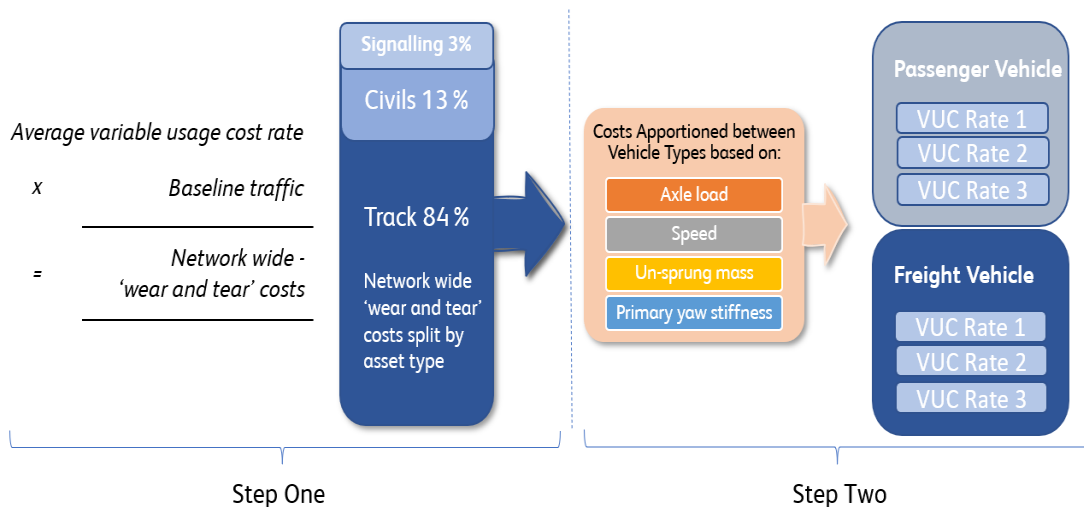 Average variable usage cost rate
x
Baseline traffic
=
Network wide -
‘wear and tear’ costs
Signalling 3%
Civils 13%
Track 84%
Network wide
‘wear and tear’
costs split by
asset type
Step One
Costs Apportioned between
Vehicle Types based on:
Axle load
Speed
Un-sprung mass
Primary yaw stiffness
Passenger Vehicle
VUC Rate 1
VUC Rate 2
VUC Rate 3
Freight Vehicle
VUC Rate 1
VUC Rate 2
VUC Rate 3
Step Two